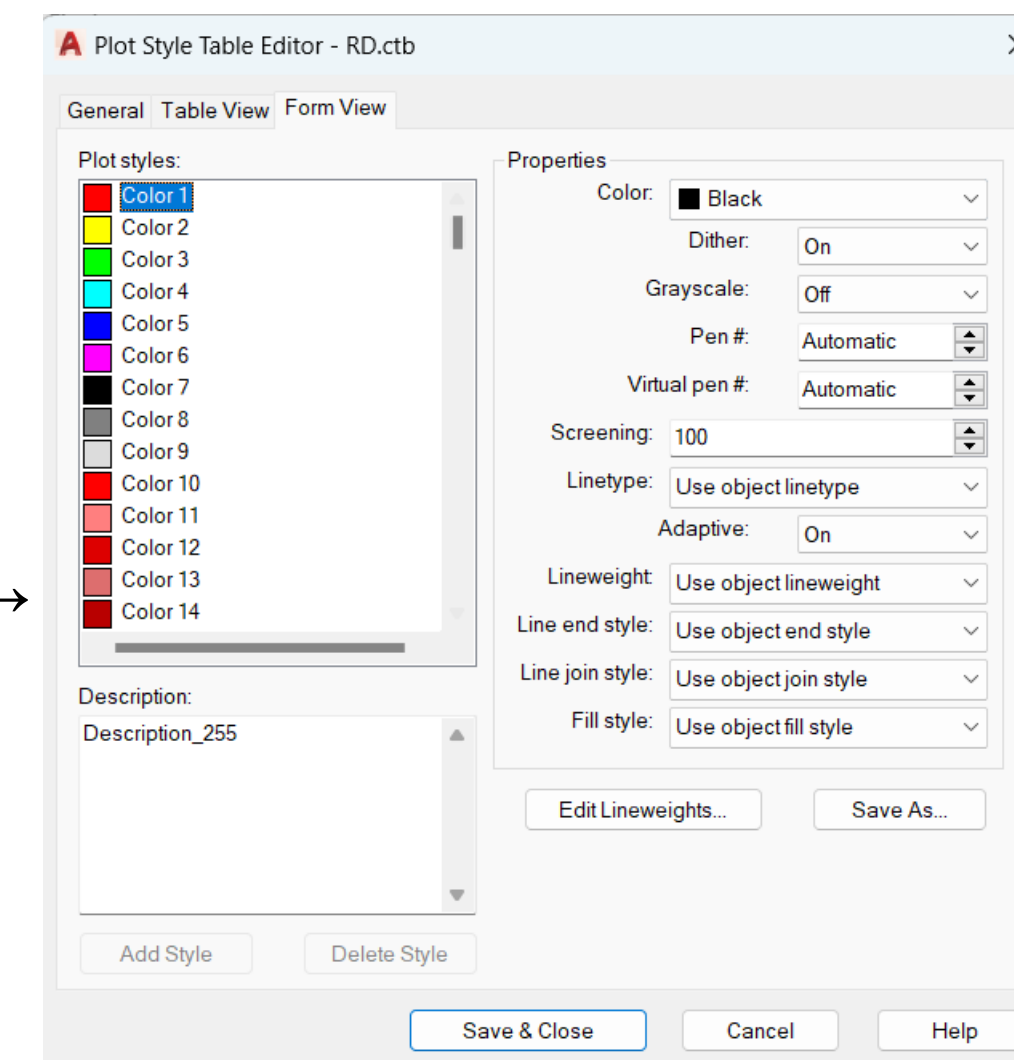 Plot Style Table Editor - RD.ctb
General Table View Form View
Plot styles:
Color 1
Color 2
Color 3
Color 4
Color 5
Color 6
Color 7
Color 8
Color 9
Color 10
Color 11
Color 12
Color 13
Color 14
Description:
Description_255
Add Style Delete Style
Properties
Color: Black
Dither: On
Grayscale: Off
Pen #: Automatic
Virtual pen #: Automatic
Screening: 100
Linetype: Use object linetype
Adaptive: On
Lineweight: Use object lineweight
Line end style: Use object end style
Line join style: Use object join style
Fill style: Use object fill style
Edit Lineweights... Save As...
Save & Close Cancel Help